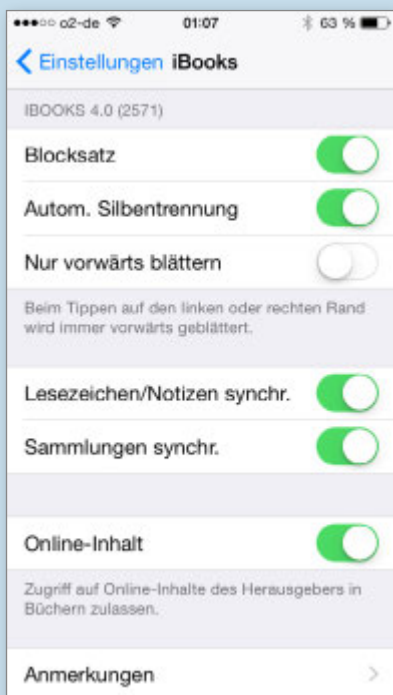 o2-de 01:07 63 %
Einstellungen iBooks
IBOOKS 4.0 (2571)
Blocksatz
Autom. Silbentrennung
Nur vorwärts blättern
Beim Tippen auf den linken oder rechten Rand
wird immer vorwärts geblättert.
Lesezeichen/Notizen synchr.
Sammlungen synchr.
Online-Inhalt
Zugriff auf Online-Inhalte des Herausgebers in
Büchern zulassen.
Anmerkungen